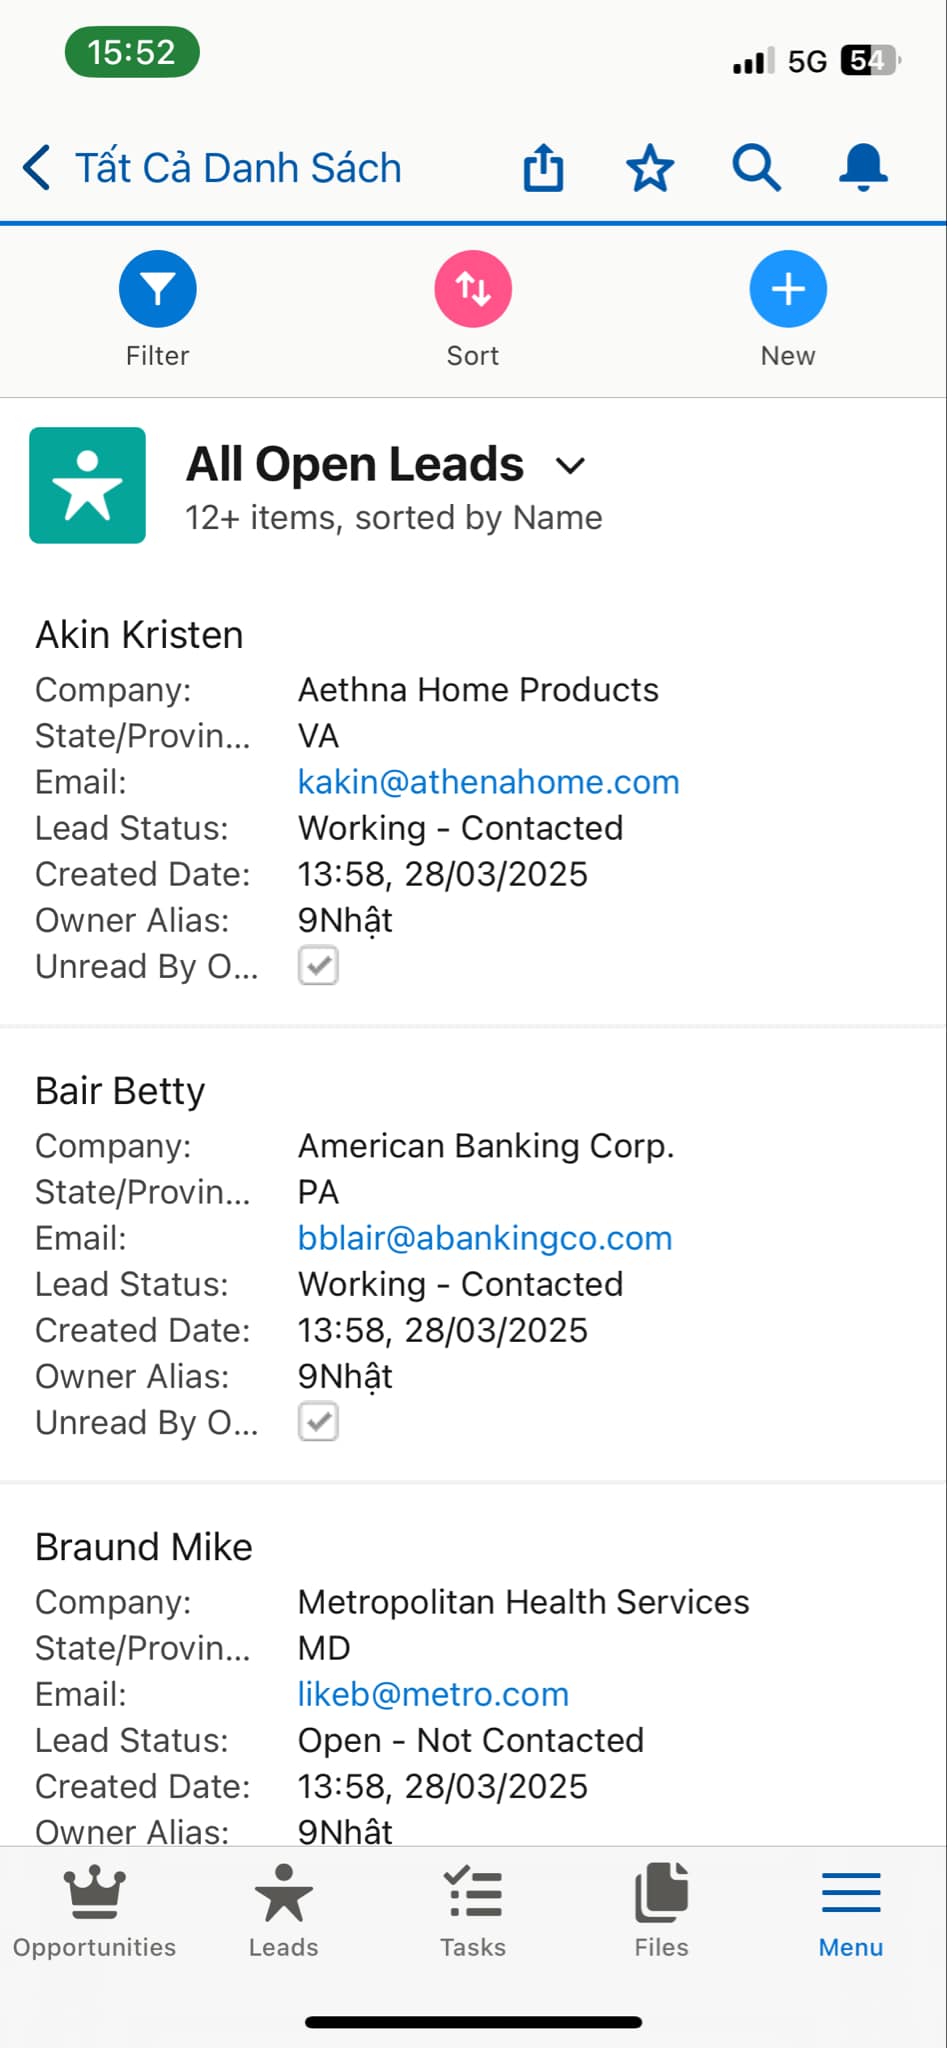 15:52
5G 54
Tất Cả Danh Sách
Filter Sort New
All Open Leads
12+ items, sorted by Name
Akin Kristen
Company: Aethna Home Products
State/Provin... VA
Email: kakin@athenahome.com
Lead Status: Working - Contacted
Created Date: 13:58, 28/03/2025
Owner Alias: 9Nhật
Unread By O...
Bair Betty
Company: American Banking Corp.
State/Provin... PA
Email: bblair@abankingco.com
Lead Status: Working - Contacted
Created Date: 13:58, 28/03/2025
Owner Alias: 9Nhật
Unread By O...
Braund Mike
Company: Metropolitan Health Services
State/Provin... MD
Email: likeb@metro.com
Lead Status: Open - Not Contacted
Created Date: 13:58, 28/03/2025
Owner Alias: 9Nhật
Opportunities Leads Tasks Files Menu